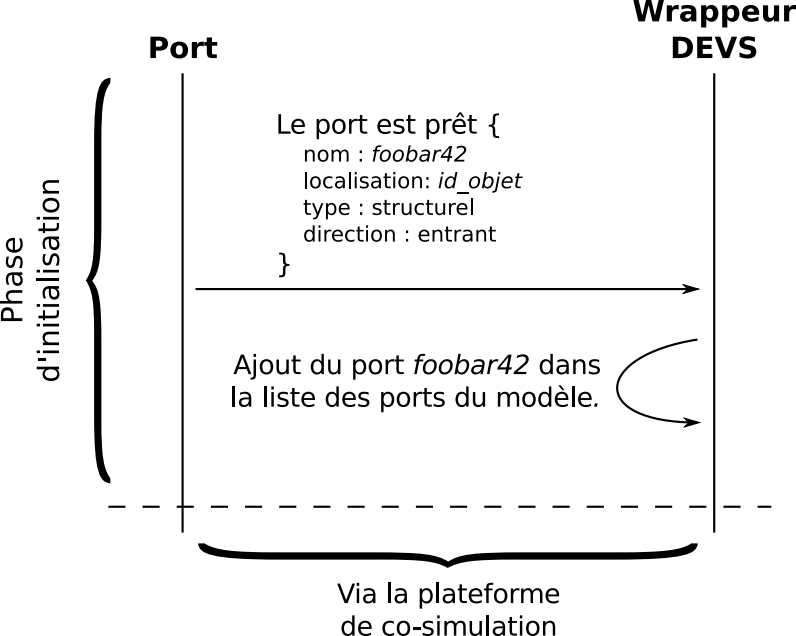 Port
Wrappeur
DEVS
Phase
d'initialisation
Le port est prêt {
nom : foobar42
localisation: id_objet
type : structurel
direction : entrant
}
Ajout du port foobar42 dans
la liste des ports du modèle.
Via la plateforme
de co-simulation